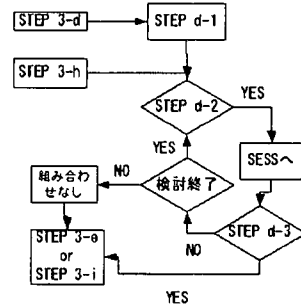 STEP 3-d
STEP d-1
STEP 3-h
STEP d-2
YES
YES
SESSへ
組み合わ
せなし
NO
検討終了
NO
STEP d-3
STEP 3-e
or
STEP 3-i
YES